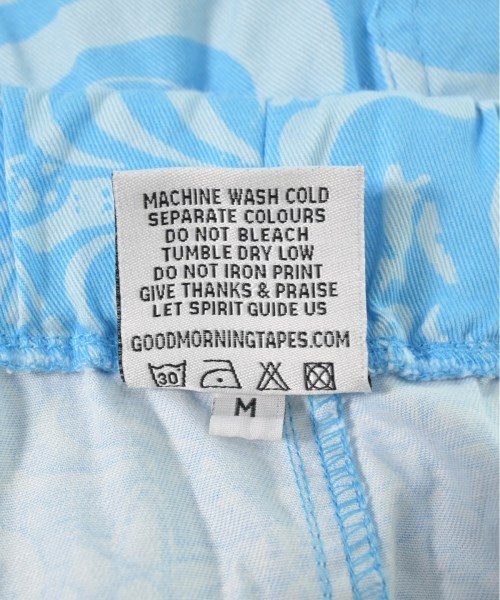 MACHINE WASH COLD
SEPARATE COLOURS
DO NOT BLEACH
TUMBLE DRY LOW
DO NOT IRON PRINT
GIVE THANKS & PRAISE
LET SPIRIT GUIDE US
GOODMORNINGTAPES.COM
30
M